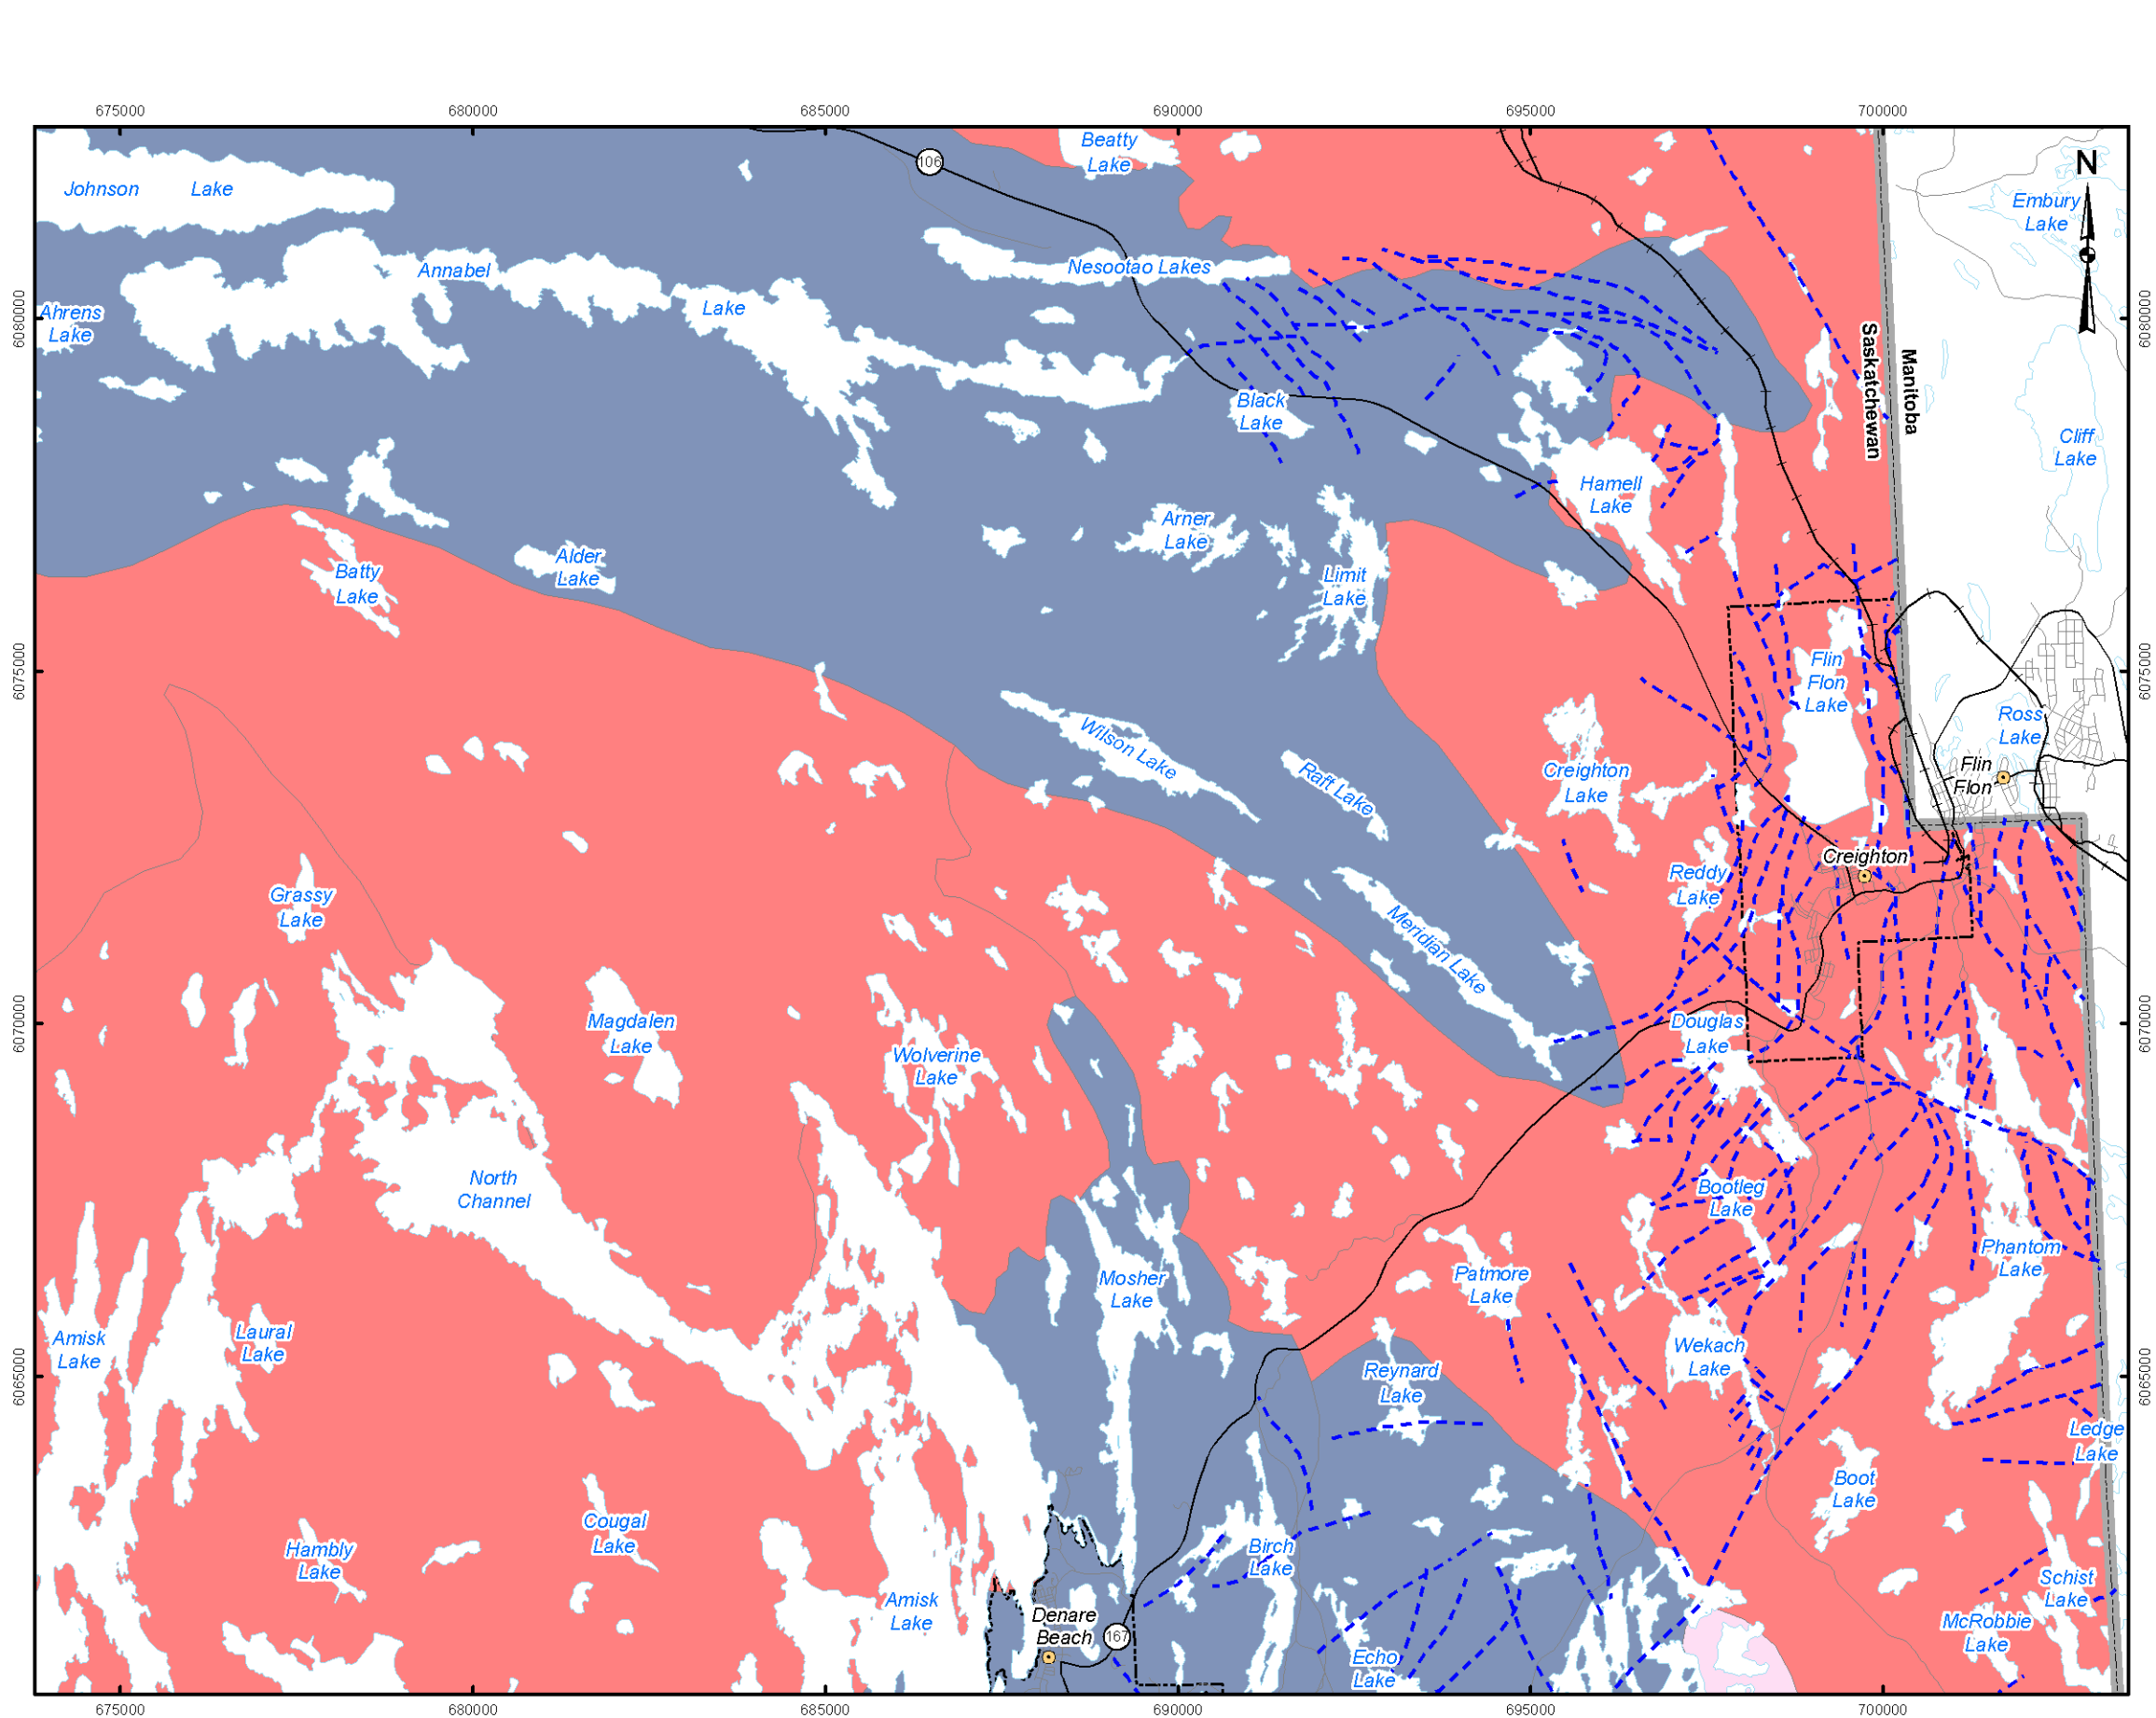 675000 680000 685000 690000 695000 700000
Beatty
Lake
N
106
Johnson Lake
Embury
Lake
Annabel
Nesootao Lakes
Lake
Ahrens
Lake
6080000
6080000
Saskatchewan
Manitoba
Black
Lake
Cliff
Lake
Hamell
Lake
Arner
Lake
Alder
Lake
Batty
Lake
Limit
Lake
6075000
6075000
Flin
Flon
Lake
Ross
Lake
Wilson Lake
Raft Lake
Creighton
Lake
Flin
Flon
Creighton
Reddy
Lake
Grassy
Lake
Meridian Lake
6070000
6070000
Magdalen
Lake
Douglas
Lake
Wolverine
Lake
North
Channel
Bootleg
Lake
Phantom
Lake
Mosher
Lake
Patmore
Lake
Amisk
Lake
Laural
Lake
Wekach
Lake
6065000
6065000
Reynard
Lake
Ledge
Lake
Boot
Lake
Cougal
Lake
Hambly
Lake
Birch
Lake
Schist
Lake
Amisk
Lake
Denare
Beach
167
McRobbie
Lake
Echo
Lake
675000 680000 685000 690000 695000 700000